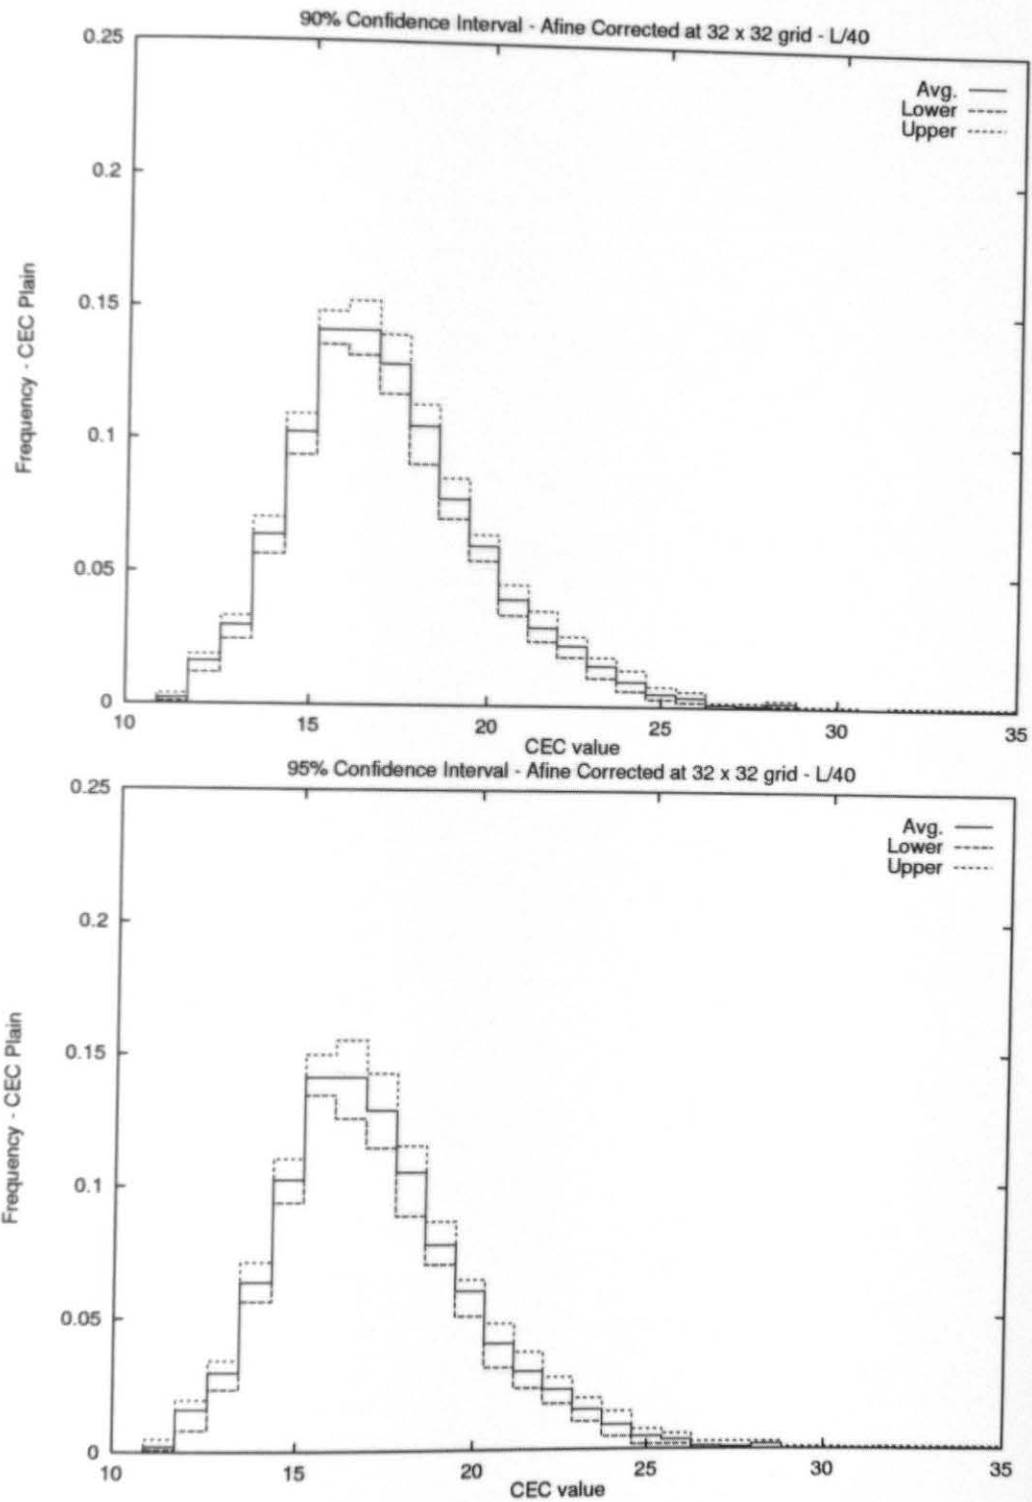 90% Confidence Interval - Afine Corrected at 32 x 32 grid - L/40
0.25
0.2
0.15
0.1
0.05
0
Frequency - CEC Plain
Avg.
Lower
Upper
10 15 20 25 30 35
CEC value
95% Confidence Interval - Afine Corrected at 32 x 32 grid - L/40
0.25
0.2
0.15
0.1
0.05
0
Frequency - CEC Plain
Avg.
Lower
Upper
10 15 20 25 30 35
CEC value